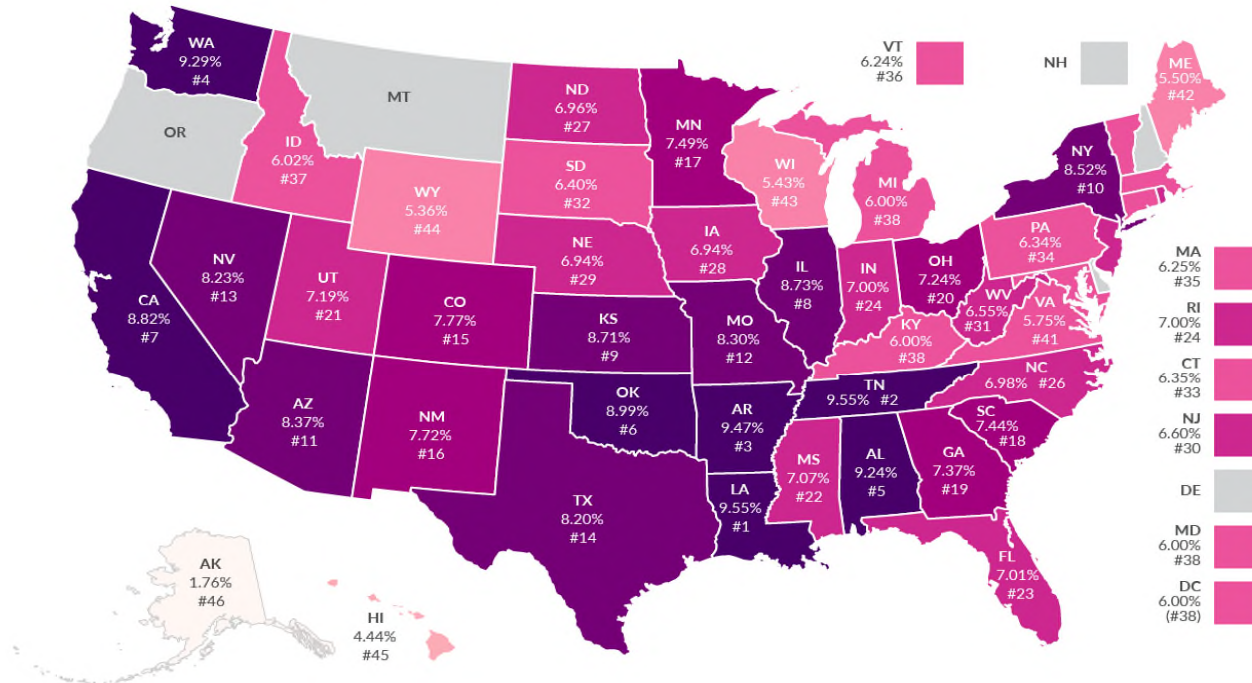 WA
9.29%
#4
OR
MT
ID
6.02%
#37
WY
5.36%
#44
ND
6.96%
#27
SD
6.40%
#32
NE
6.94%
#29
MN
7.49%
#17
WI
5.43%
#43
IA
6.94%
#28
MI
6.00%
#38
VT
6.24%
#36
NH
ME
5.50%
#42
NY
8.52%
#10
PA
6.34%
#34
CA
8.82%
#7
NV
8.23%
#13
UT
7.19%
#21
CO
7.77%
#15
KS
8.71%
#9
MO
8.30%
#12
IL
8.73%
#8
IN
7.00%
#24
OH
7.24%
#20
WV
6.55%
#31
VA
5.75%
#41
KY
6.00%
#38
MA
6.25%
#35
RI
7.00%
#24
CT
6.35%
#33
NJ
6.60%
#30
DE
MD
6.00%
#38
DC
6.00%
(#38)
AZ
8.37%
#11
NM
7.72%
#16
OK
8.99%
#6
AR
9.47%
#3
TN
9.55% #2
NC
6.98% #26
SC
7.44%
#18
TX
8.20%
#14
LA
9.55%
#1
MS
7.07%
#22
AL
9.24%
#5
GA
7.37%
#19
FL
7.01%
#23
AK
1.76%
#46
HI
4.44%
#45